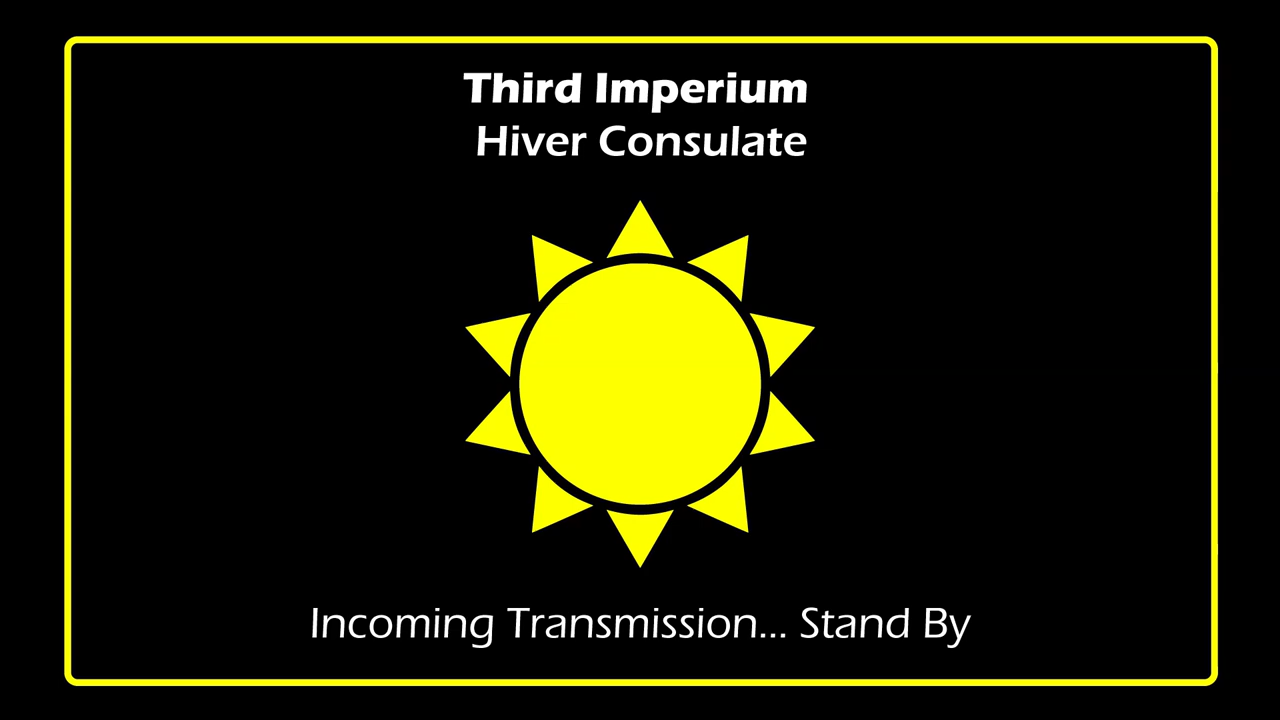 Third Imperium
Hiver Consulate
Incoming Transmission... Stand By